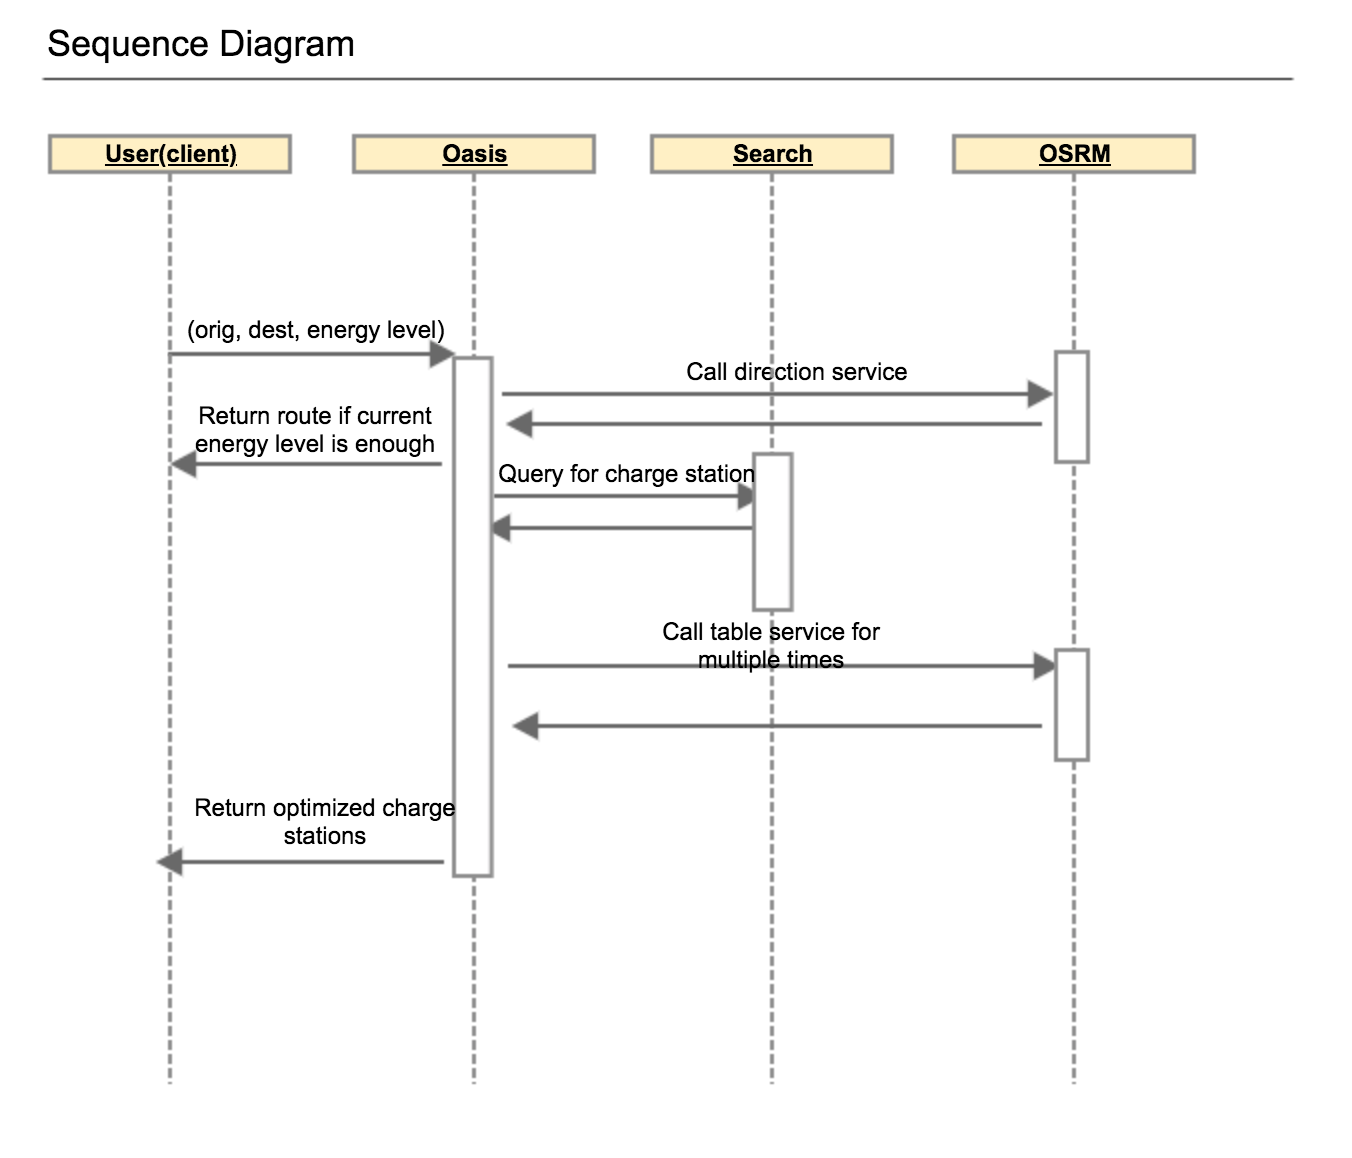 Sequence Diagram
User(client)
Oasis
Search
OSRM
(orig, dest, energy level)
Call direction service
Return route if current
energy level is enough
Query for charge station
Call table service for
multiple times
Return optimized charge
stations